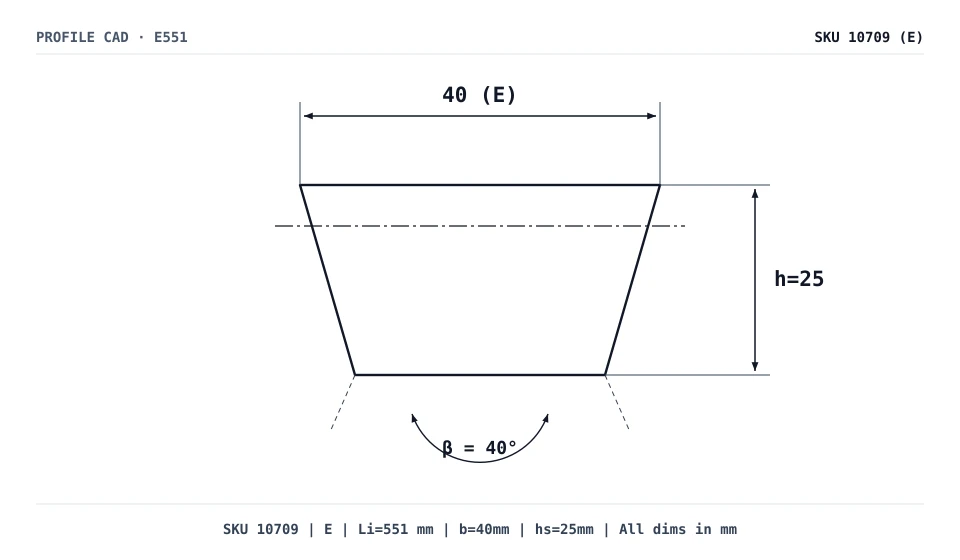 PROFILE CAD · E551
SKU 10709 (E)
40 (E)
h=25
β = 40°
SKU 10709 | E | Li=551 mm | b=40mm | hs=25mm | All dims in mm